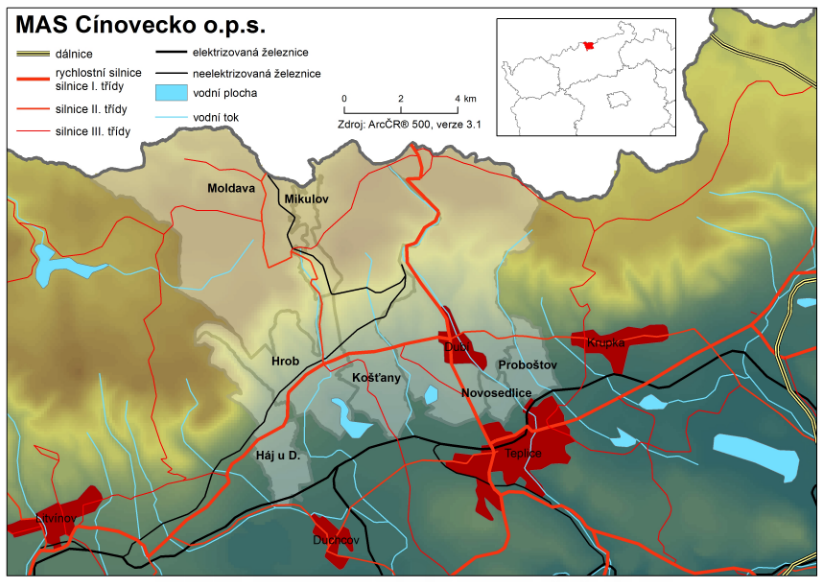 MAS Cínovecko o.p.s.
dálnice
rychlostní silnice
silnice I. třídy
silnice II. třídy
silnice III. třídy
elektrizovaná železnice
neelektrizovaná železnice
vodní plocha
vodní tok
0 2 4 km
Zdroj: ArcČR® 500, verze 3.1
Moldava
Mikulov
Hrob
Košťany
Dubí
Krupka
Proboštov
Novosedlice
Háj u D.
Teplice
Litvínov
Duchcov